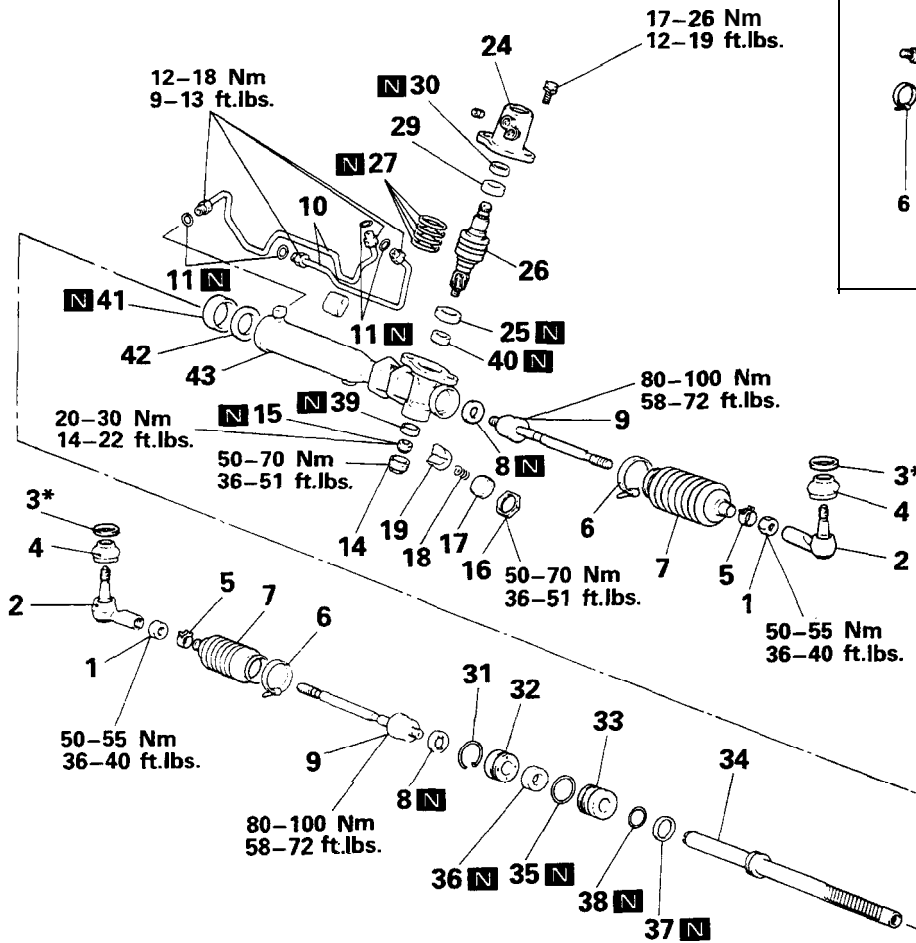 17–26 Nm
12–19 ft.lbs.
24
12–18 Nm
9–13 ft.lbs.
N 30
29
N 27
6
10
26
11 N
N 41
11 N
25 N
42
40 N
43
80–100 Nm
58–72 ft.lbs.
N 39
9
20–30 Nm
14–22 ft.lbs.
N 15
8 N
50–70 Nm
36–51 ft.lbs.
3*
4
3*
6
19
17
14
18
7
2
4
16
5
50–70 Nm
36–51 ft.lbs.
1
5
7
2
6
50–55 Nm
36–40 ft.lbs.
1
31
32
33
50–55 Nm
36–40 ft.lbs.
34
9
8 N
80–100 Nm
58–72 ft.lbs.
36 N
35 N
38 N
37 N